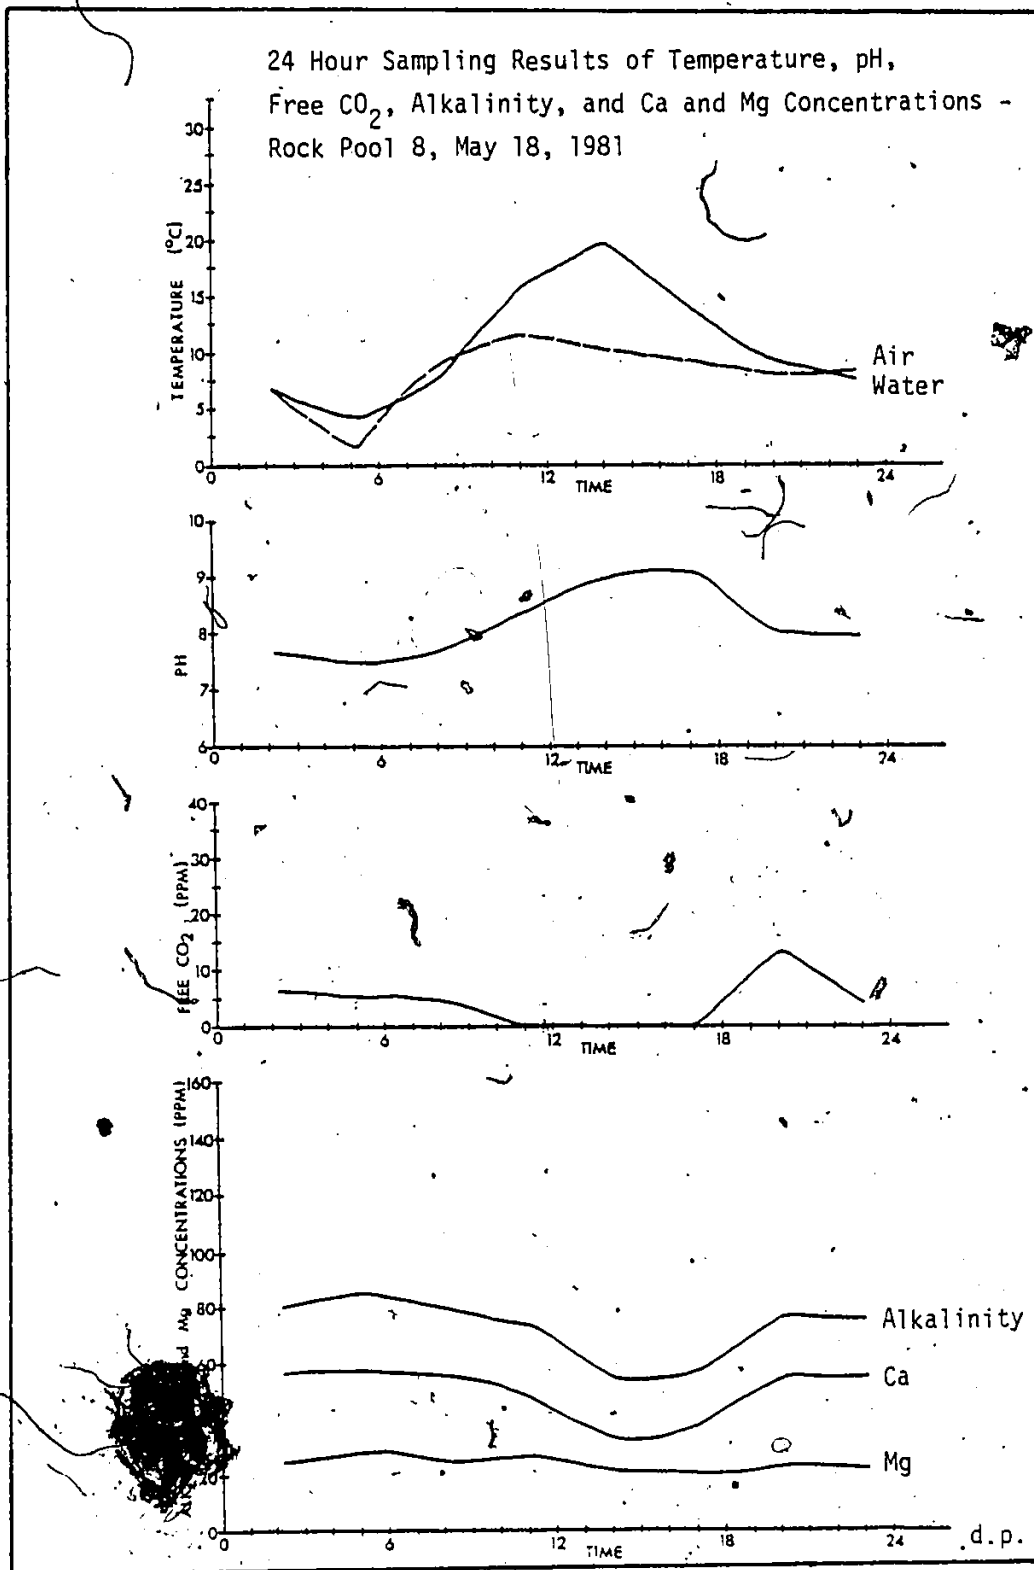 24 Hour Sampling Results of Temperature, pH,
Free CO2, Alkalinity, and Ca and Mg Concentrations -
Rock Pool 8, May 18, 1981
TEMPERATURE (°C)
30
25
20
15
10
5
0
Air
Water
0 6 12 18 24
TIME
PH
10
9
8
7
6
0 6 12 18 24
TIME
FREE CO2 (PPM)
40
30
20
10
0
0 6 12 18 24
TIME
Mg CONCENTRATIONS (PPM)
160
140
120
100
80
60
20
0
Alkalinity
Ca
Mg
0 6 12 18 24
TIME
d.p.